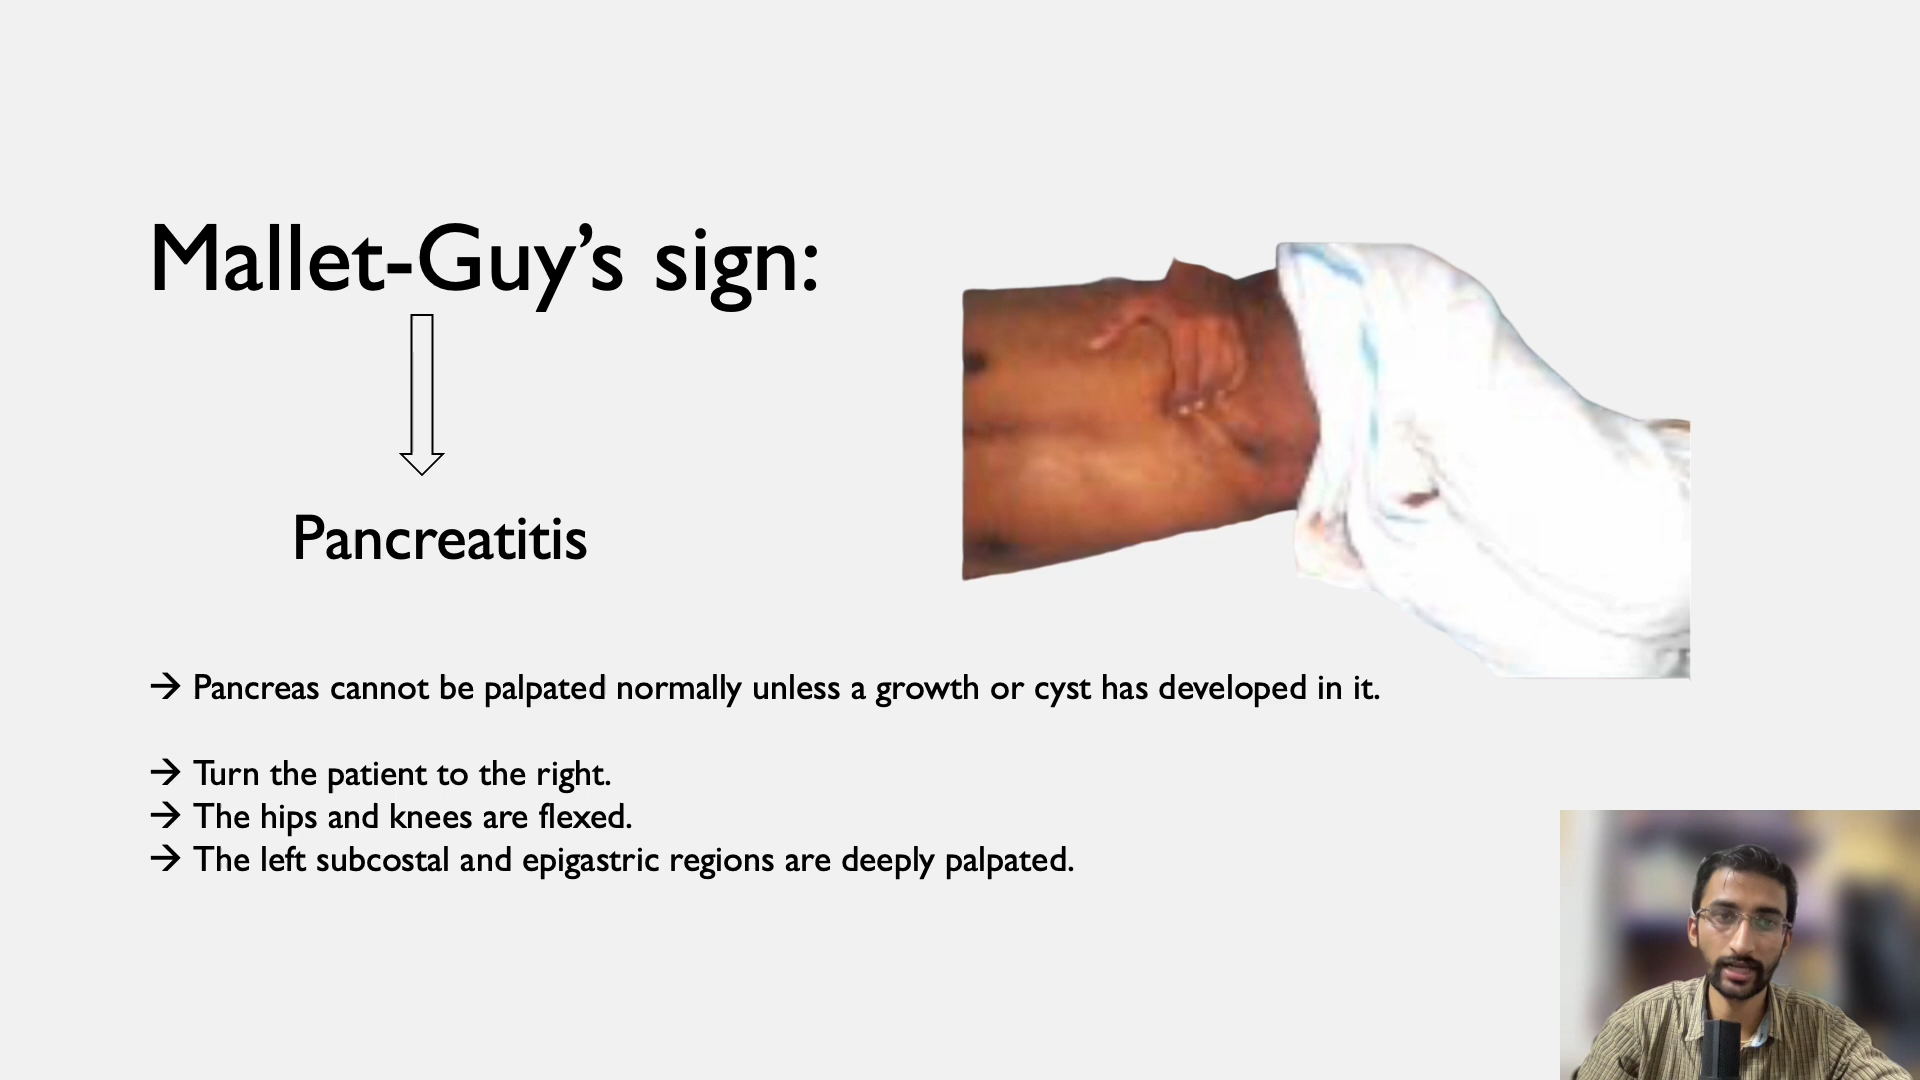 Mallet-Guy’s sign:
Pancreatitis
→ Pancreas cannot be palpated normally unless a growth or cyst has developed in it.
→ Turn the patient to the right.
→ The hips and knees are flexed.
→ The left subcostal and epigastric regions are deeply palpated.